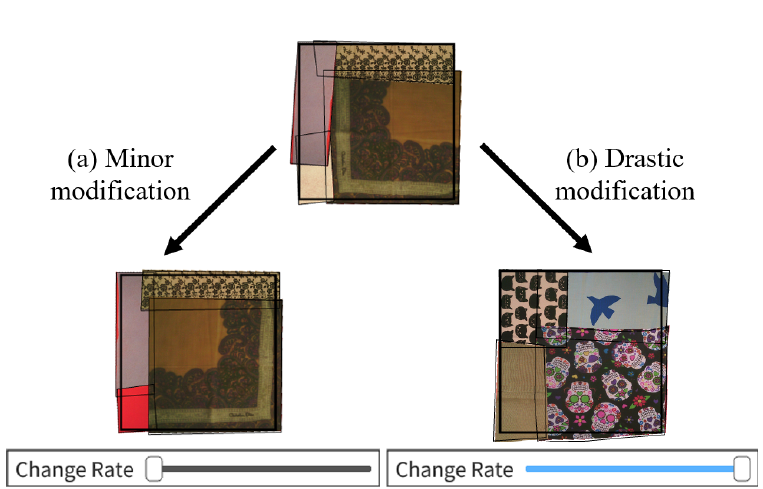 (a) Minor
modification
(b) Drastic
modification
Change Rate
Change Rate